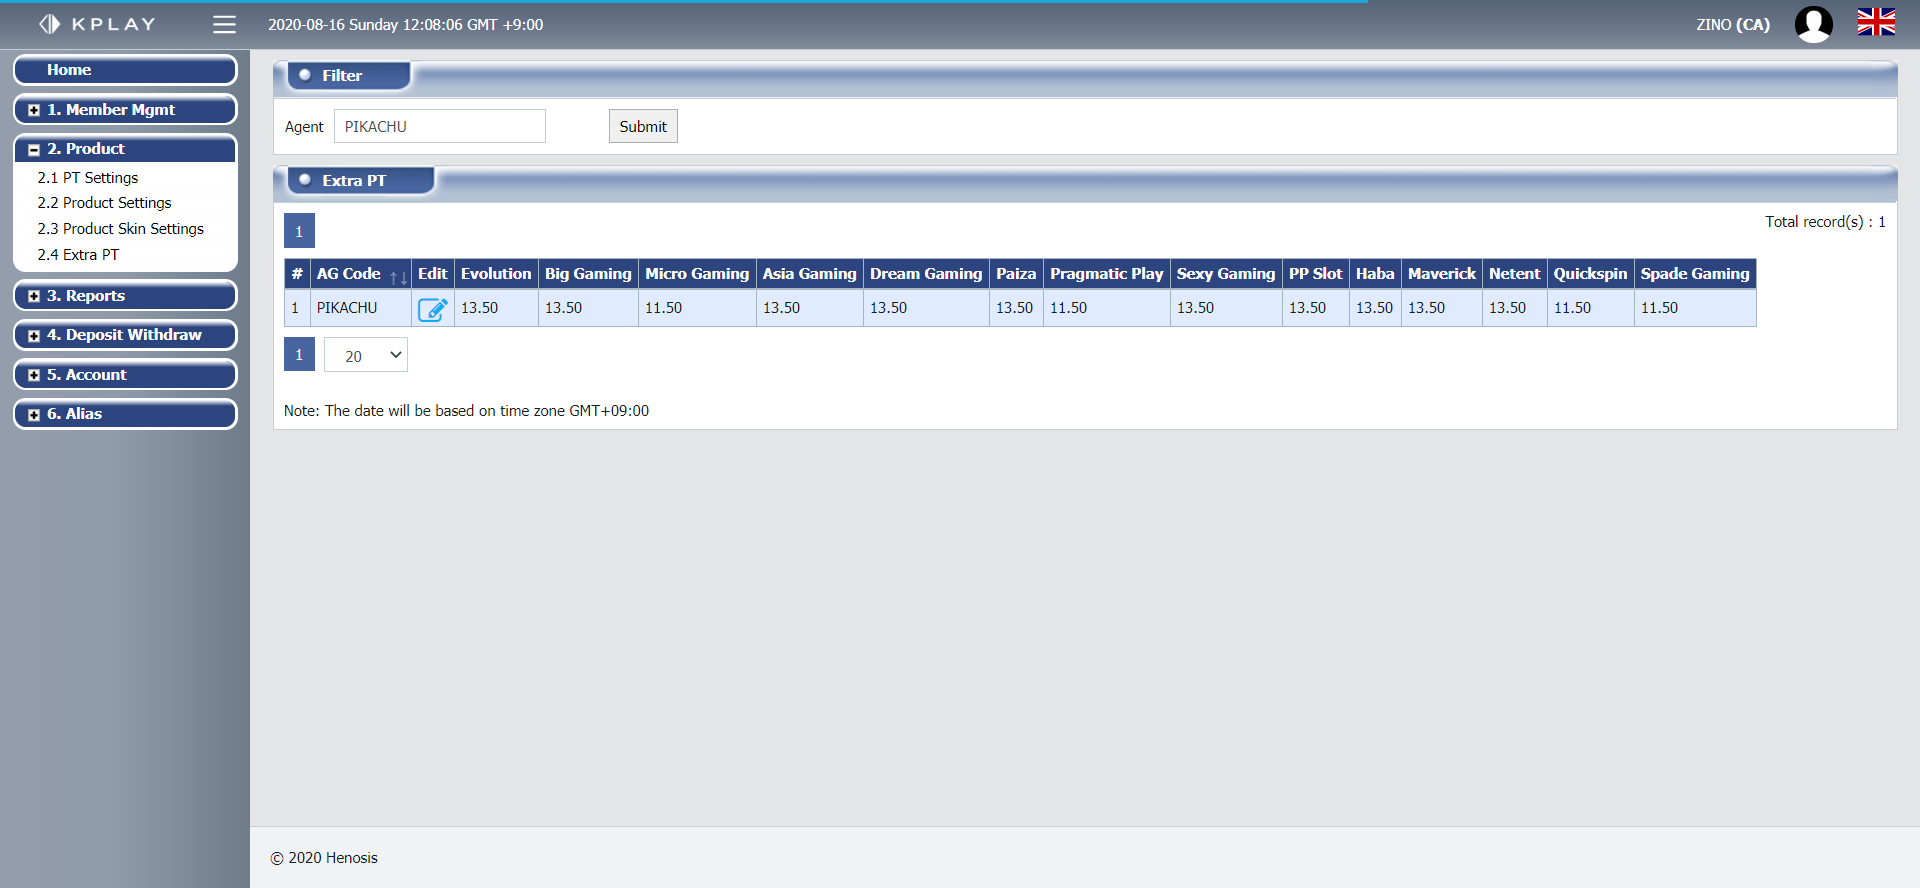 KPLAY
2020-08-16 Sunday 12:08:06 GMT +9:00
ZINO (CA)
Home
1. Member Mgmt
2. Product
2.1 PT Settings
2.2 Product Settings
2.3 Product Skin Settings
2.4 Extra PT
3. Reports
4. Deposit Withdraw
5. Account
6. Alias
Filter
Agent PIKACHU Submit
Extra PT
1
Total record(s) : 1
# AG Code Edit Evolution Big Gaming Micro Gaming Asia Gaming Dream Gaming Paiza Pragmatic Play Sexy Gaming PP Slot Haba Maverick Netent Quickspin Spade Gaming
1 PIKACHU 13.50 13.50 11.50 13.50 13.50 13.50 11.50 13.50 13.50 13.50 13.50 13.50 11.50 11.50
1 20
Note: The date will be based on time zone GMT+09:00
© 2020 Henosis